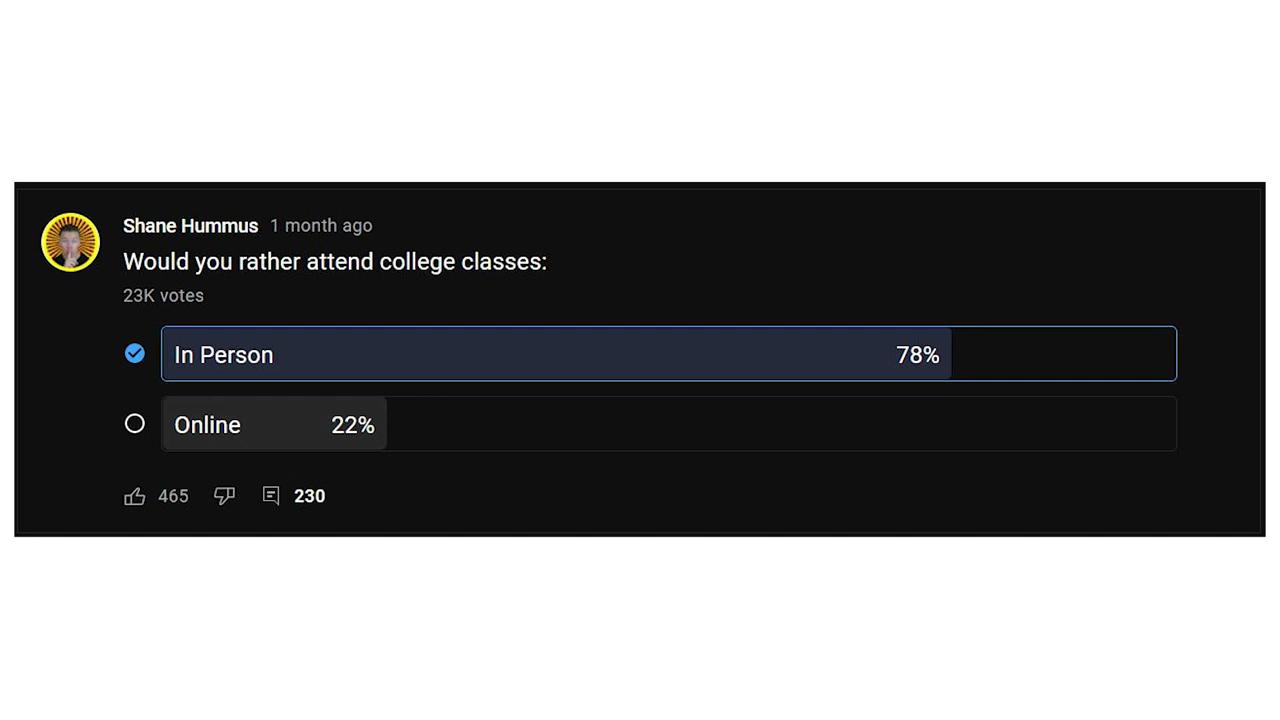 Shane Hummus 1 month ago
Would you rather attend college classes:
23K votes
In Person 78%
Online 22%
465 230